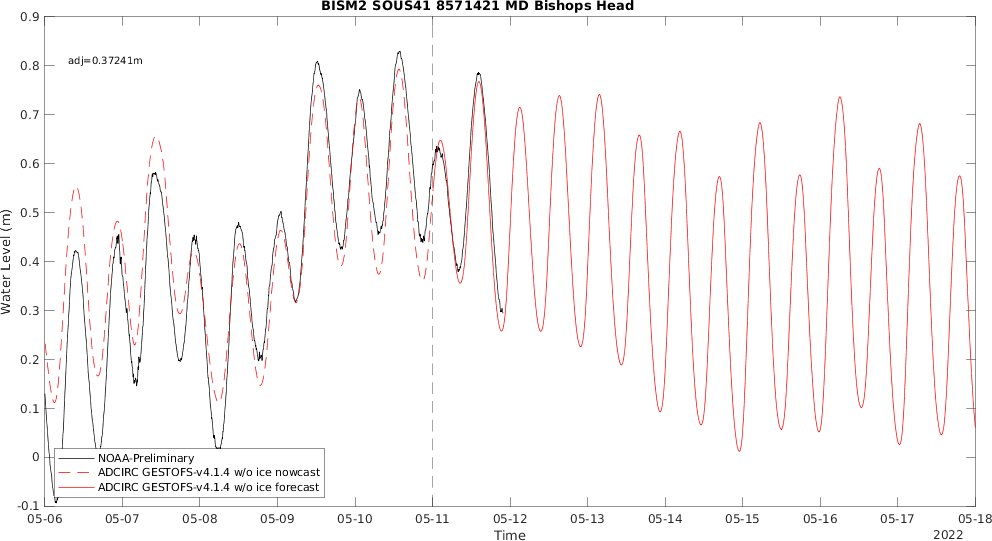 BISM2 SOUS41 8571421 MD Bishops Head
adj=0.37241m
Water Level (m)
0.9
0.8
0.7
0.6
0.5
0.4
0.3
0.2
0.1
0
-0.1
NOAA-Preliminary
ADCIRC GESTOFS-v4.1.4 w/o ice nowcast
ADCIRC GESTOFS-v4.1.4 w/o ice forecast
05-06 05-07 05-08 05-09 05-10 05-11 05-12 05-13 05-14 05-15 05-16 05-17 05-18
Time
2022